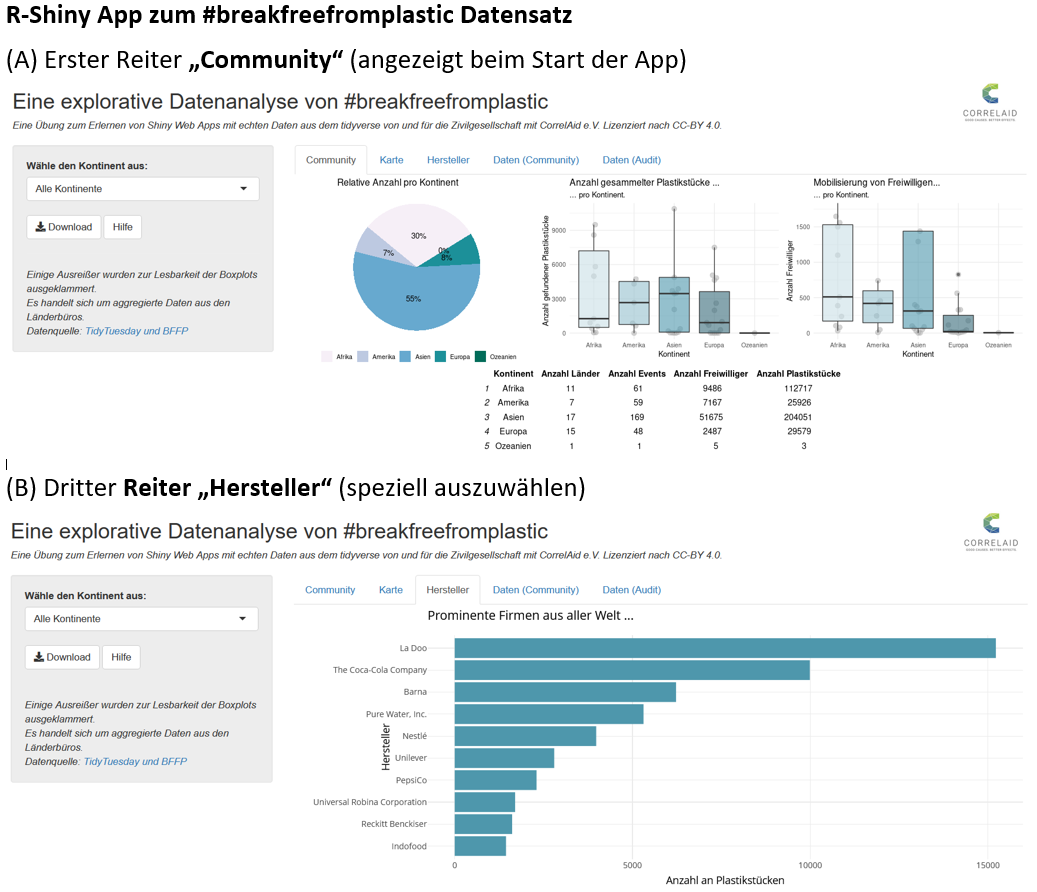 R-Shiny App zum #breakfreefromplastic Datensatz
(A) Erster Reiter „Community“ (angezeigt beim Start der App)
Eine explorative Datenanalyse von #breakfreefromplastic
Eine Übung zum Erlernen von Shiny Web Apps mit echten Daten aus dem tidyverse von und für die Zivilgesellschaft mit CorrelAid e.V. Lizenziert nach CC-BY 4.0.
CORRELAID
GOOD CAUSES. BETTER EFFECTS.
Wähle den Kontinent aus:
Alle Kontinente
Download Hilfe
Einige Ausreißer wurden zur Lesbarkeit der Boxplots
ausgeklammert.
Es handelt sich um aggregierte Daten aus den
Länderbüros.
Datenquelle: TidyTuesday und BFFP
Community Karte Hersteller Daten (Community) Daten (Audit)
Relative Anzahl pro Kontinent
30%
0%
8%
7%
55%
Afrika Amerika Asien Europa Ozeanien
Anzahl gesammelter Plastikstücke ...
... pro Kontinent.
Anzahl gefundener Plastikstücke
9000
6000
3000
0
Afrika Amerika Asien Europa Ozeanien
Kontinent
Mobilisierung von Freiwilligen...
... pro Kontinent.
Anzahl Freiwilliger
1500
1000
500
0
Afrika Amerika Asien Europa Ozeanien
Kontinent
Kontinent Anzahl Länder Anzahl Events Anzahl Freiwilliger Anzahl Plastikstücke
1 Afrika 11 61 9486 112717
2 Amerika 7 59 7167 25926
3 Asien 17 169 51675 204051
4 Europa 15 48 2487 29579
5 Ozeanien 1 1 5 3
(B) Dritter Reiter „Hersteller“ (speziell auszuwählen)
Eine explorative Datenanalyse von #breakfreefromplastic
Eine Übung zum Erlernen von Shiny Web Apps mit echten Daten aus dem tidyverse von und für die Zivilgesellschaft mit CorrelAid e.V. Lizenziert nach CC-BY 4.0.
CORRELAID
GOOD CAUSES. BETTER EFFECTS.
Wähle den Kontinent aus:
Alle Kontinente
Download Hilfe
Einige Ausreißer wurden zur Lesbarkeit der Boxplots
ausgeklammert.
Es handelt sich um aggregierte Daten aus den
Länderbüros.
Datenquelle: TidyTuesday und BFFP
Community Karte Hersteller Daten (Community) Daten (Audit)
Prominente Firmen aus aller Welt ...
Hersteller
La Doo
The Coca-Cola Company
Barna
Pure Water, Inc.
Nestlé
Unilever
PepsiCo
Universal Robina Corporation
Reckitt Benckiser
Indofood
0 5000 10000 15000
Anzahl an Plastikstücken